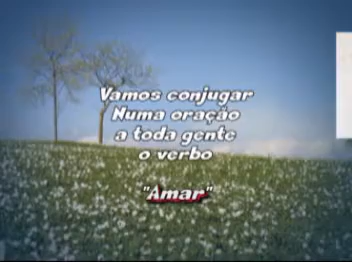 Vamos conjugar
Numa oração
a toda gente
o verbo
"Amar"